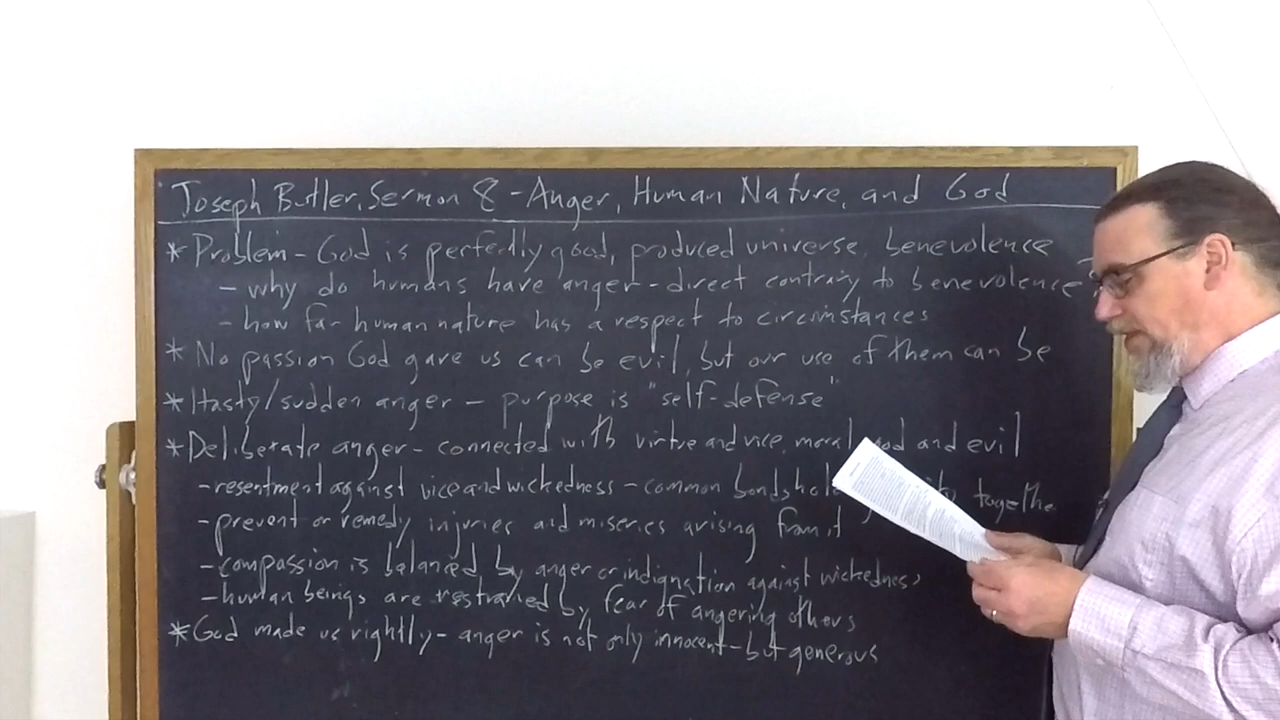 Joseph Butler, Sermon 8 - Anger, Human Nature, and God
* Problem - God is perfectly good, produced universe, benevolence
- why do humans have anger - direct contrary to benevolence
- how far human nature has a respect to circumstances
* No passion God gave us can be evil, but our use of them can be
* Hasty/sudden anger - purpose is "self-defense"
* Deliberate anger - connected with virtue and vice, moral good and evil
- resentment against vice and wickedness - common bonds togethe
- prevent or remedy injuries and miseries arising from it
- compassion is balanced by anger or indignation against wickedness
- human beings are restrained by fear of angering others
* God made us rightly - anger is not only innocent - but generous